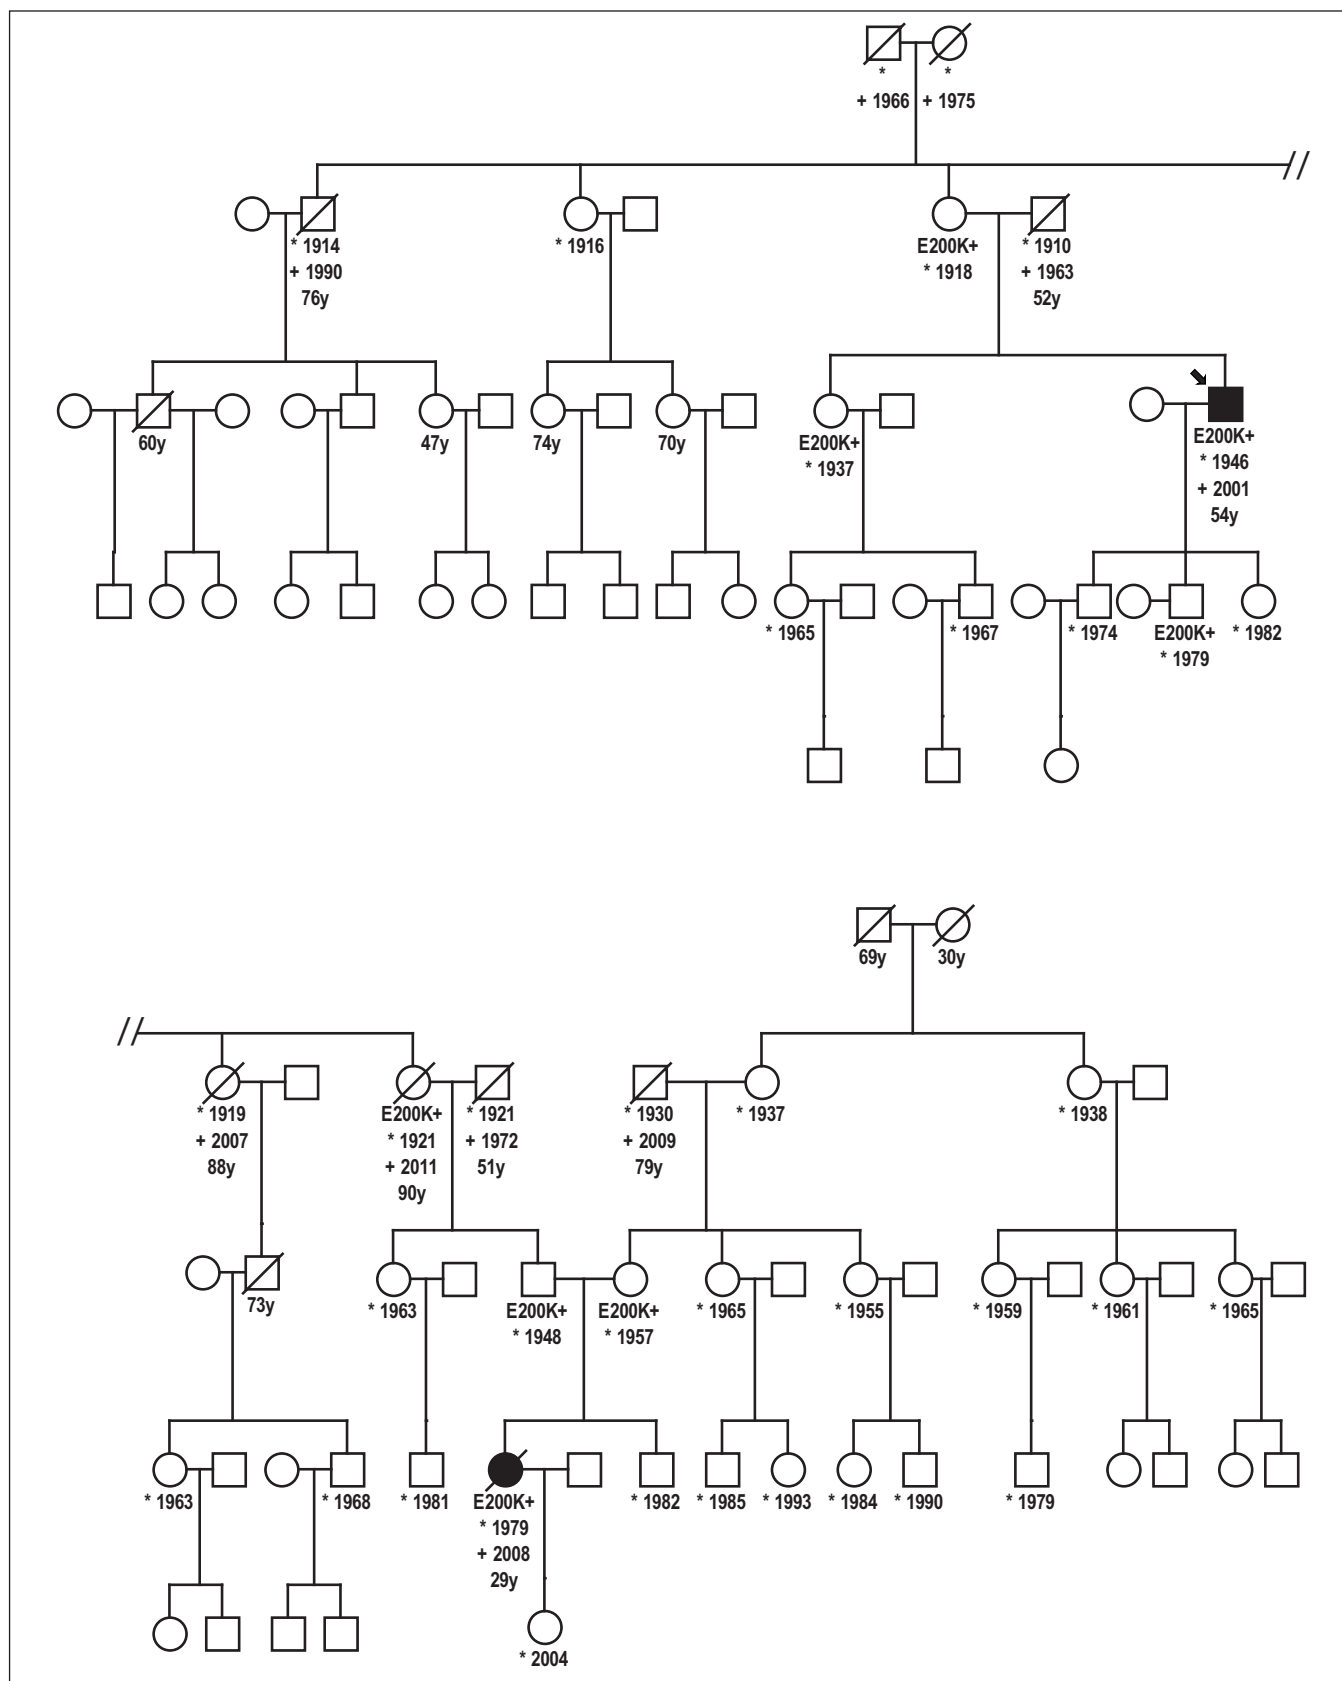 * *
+ 1966 + 1975
//
* 1914 * 1916 E200K+ * 1910
+ 1990 * 1918 + 1963
76y 52y
60y 47y 74y 70y E200K+ E200K+
* 1937 * 1946
+ 2001
54y
* 1965 * 1967 * 1974 E200K+ * 1982
* 1979
69y 30y
//
* 1919 E200K+ * 1921 * 1930 * 1937 * 1938
+ 2007 * 1921 + 1972 + 2009
88y + 2011 51y 79y
90y
73y * 1963 E200K+ E200K+ * 1965 * 1955 * 1959 * 1961 * 1965
* 1948 * 1957
* 1963 * 1968 * 1981 E200K+ * 1982 * 1985 * 1993 * 1984 * 1990 * 1979
* 1979
+ 2008
29y
* 2004